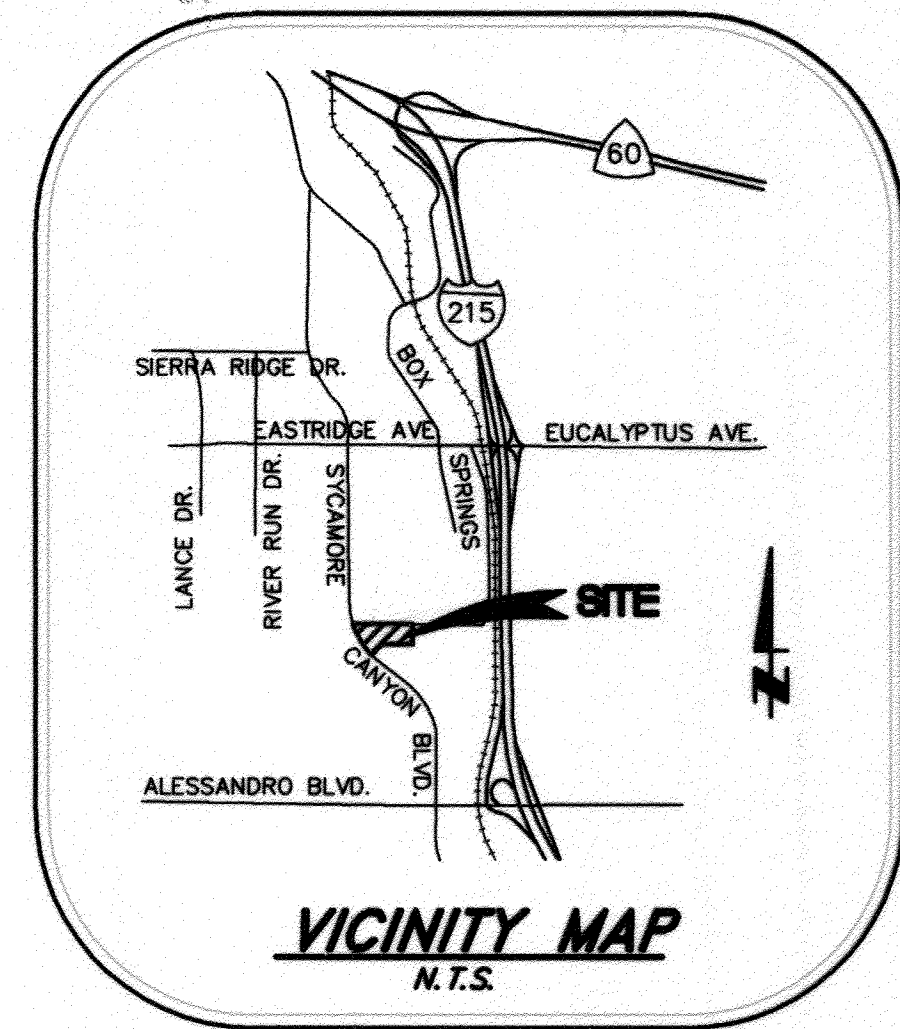 60
215
BOX
SIERRA RIDGE DR.
EASTRIDGE AVE
EUCALYPTUS AVE.
SPRINGS
SYCAMORE
RIVER RUN DR.
LANCE DR.
SITE
CANYON
BLVD.
N
ALESSANDRO BLVD.
VICINITY MAP
N.T.S.